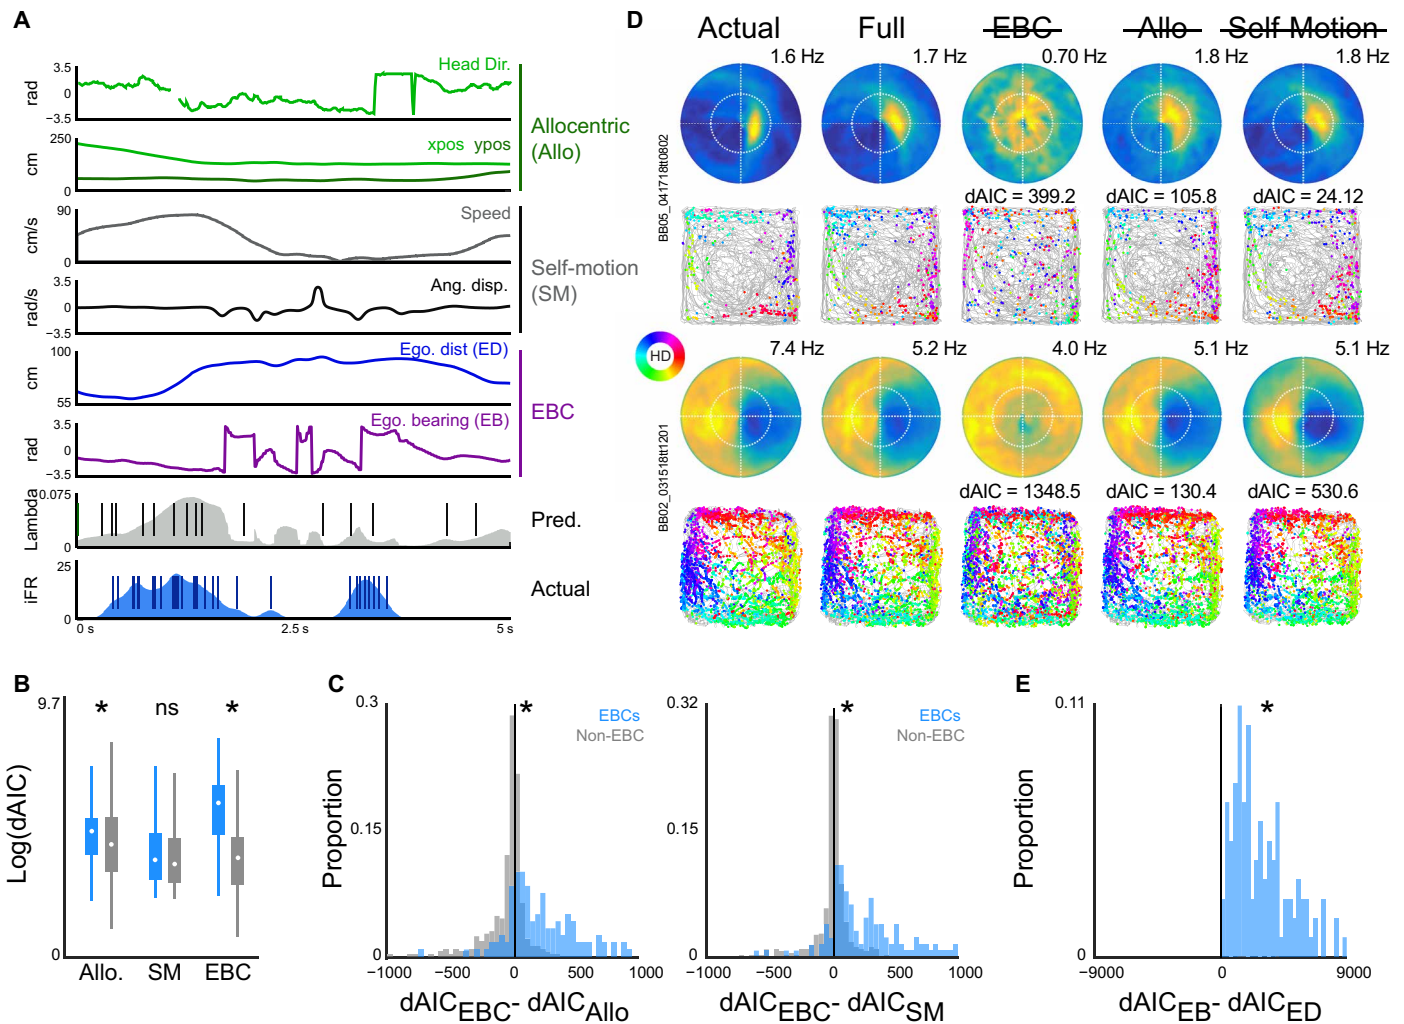 A
3.5
0
-3.5
rad
Head Dir.
250
0
cm
xpos ypos
Allocentric
(Allo)
90
0
cm/s
Speed
3.5
-3.5
rad/s
Ang. disp.
Self-motion
(SM)
100
55
cm
Ego. dist (ED)
3.5
-3.5
rad
Ego. bearing (EB)
EBC
0.075
0
Lambda
Pred.
25
0
iFR
Actual
0 s
2.5s
5 s
D
Actual Full EBC Allo Self-Motion
1.6 Hz 1.7 Hz 0.70 Hz 1.8 Hz 1.8 Hz
BB05_041718tt0802
dAIC = 399.2 dAIC = 105.8 dAIC = 24.12
HD
7.4 Hz 5.2 Hz 4.0 Hz 5.1 Hz 5.1 Hz
BB02_031518tt1201
dAIC = 1348.5 dAIC = 130.4 dAIC = 530.6
B
9.7
0
Log(dAIC)
* ns *
Allo. SM EBC
C
0.3
0.15
0
Proportion
*
EBCs
Non-EBC
−1000 −500 0 500 1000
dAICEBC- dAICAllo
0.32
0.15
0
*
EBCs
Non-EBC
−1000 −500 0 500 1000
dAICEBC- dAICSM
E
0.11
0
Proportion
*
−9000 0 9000
dAICEB- dAICED